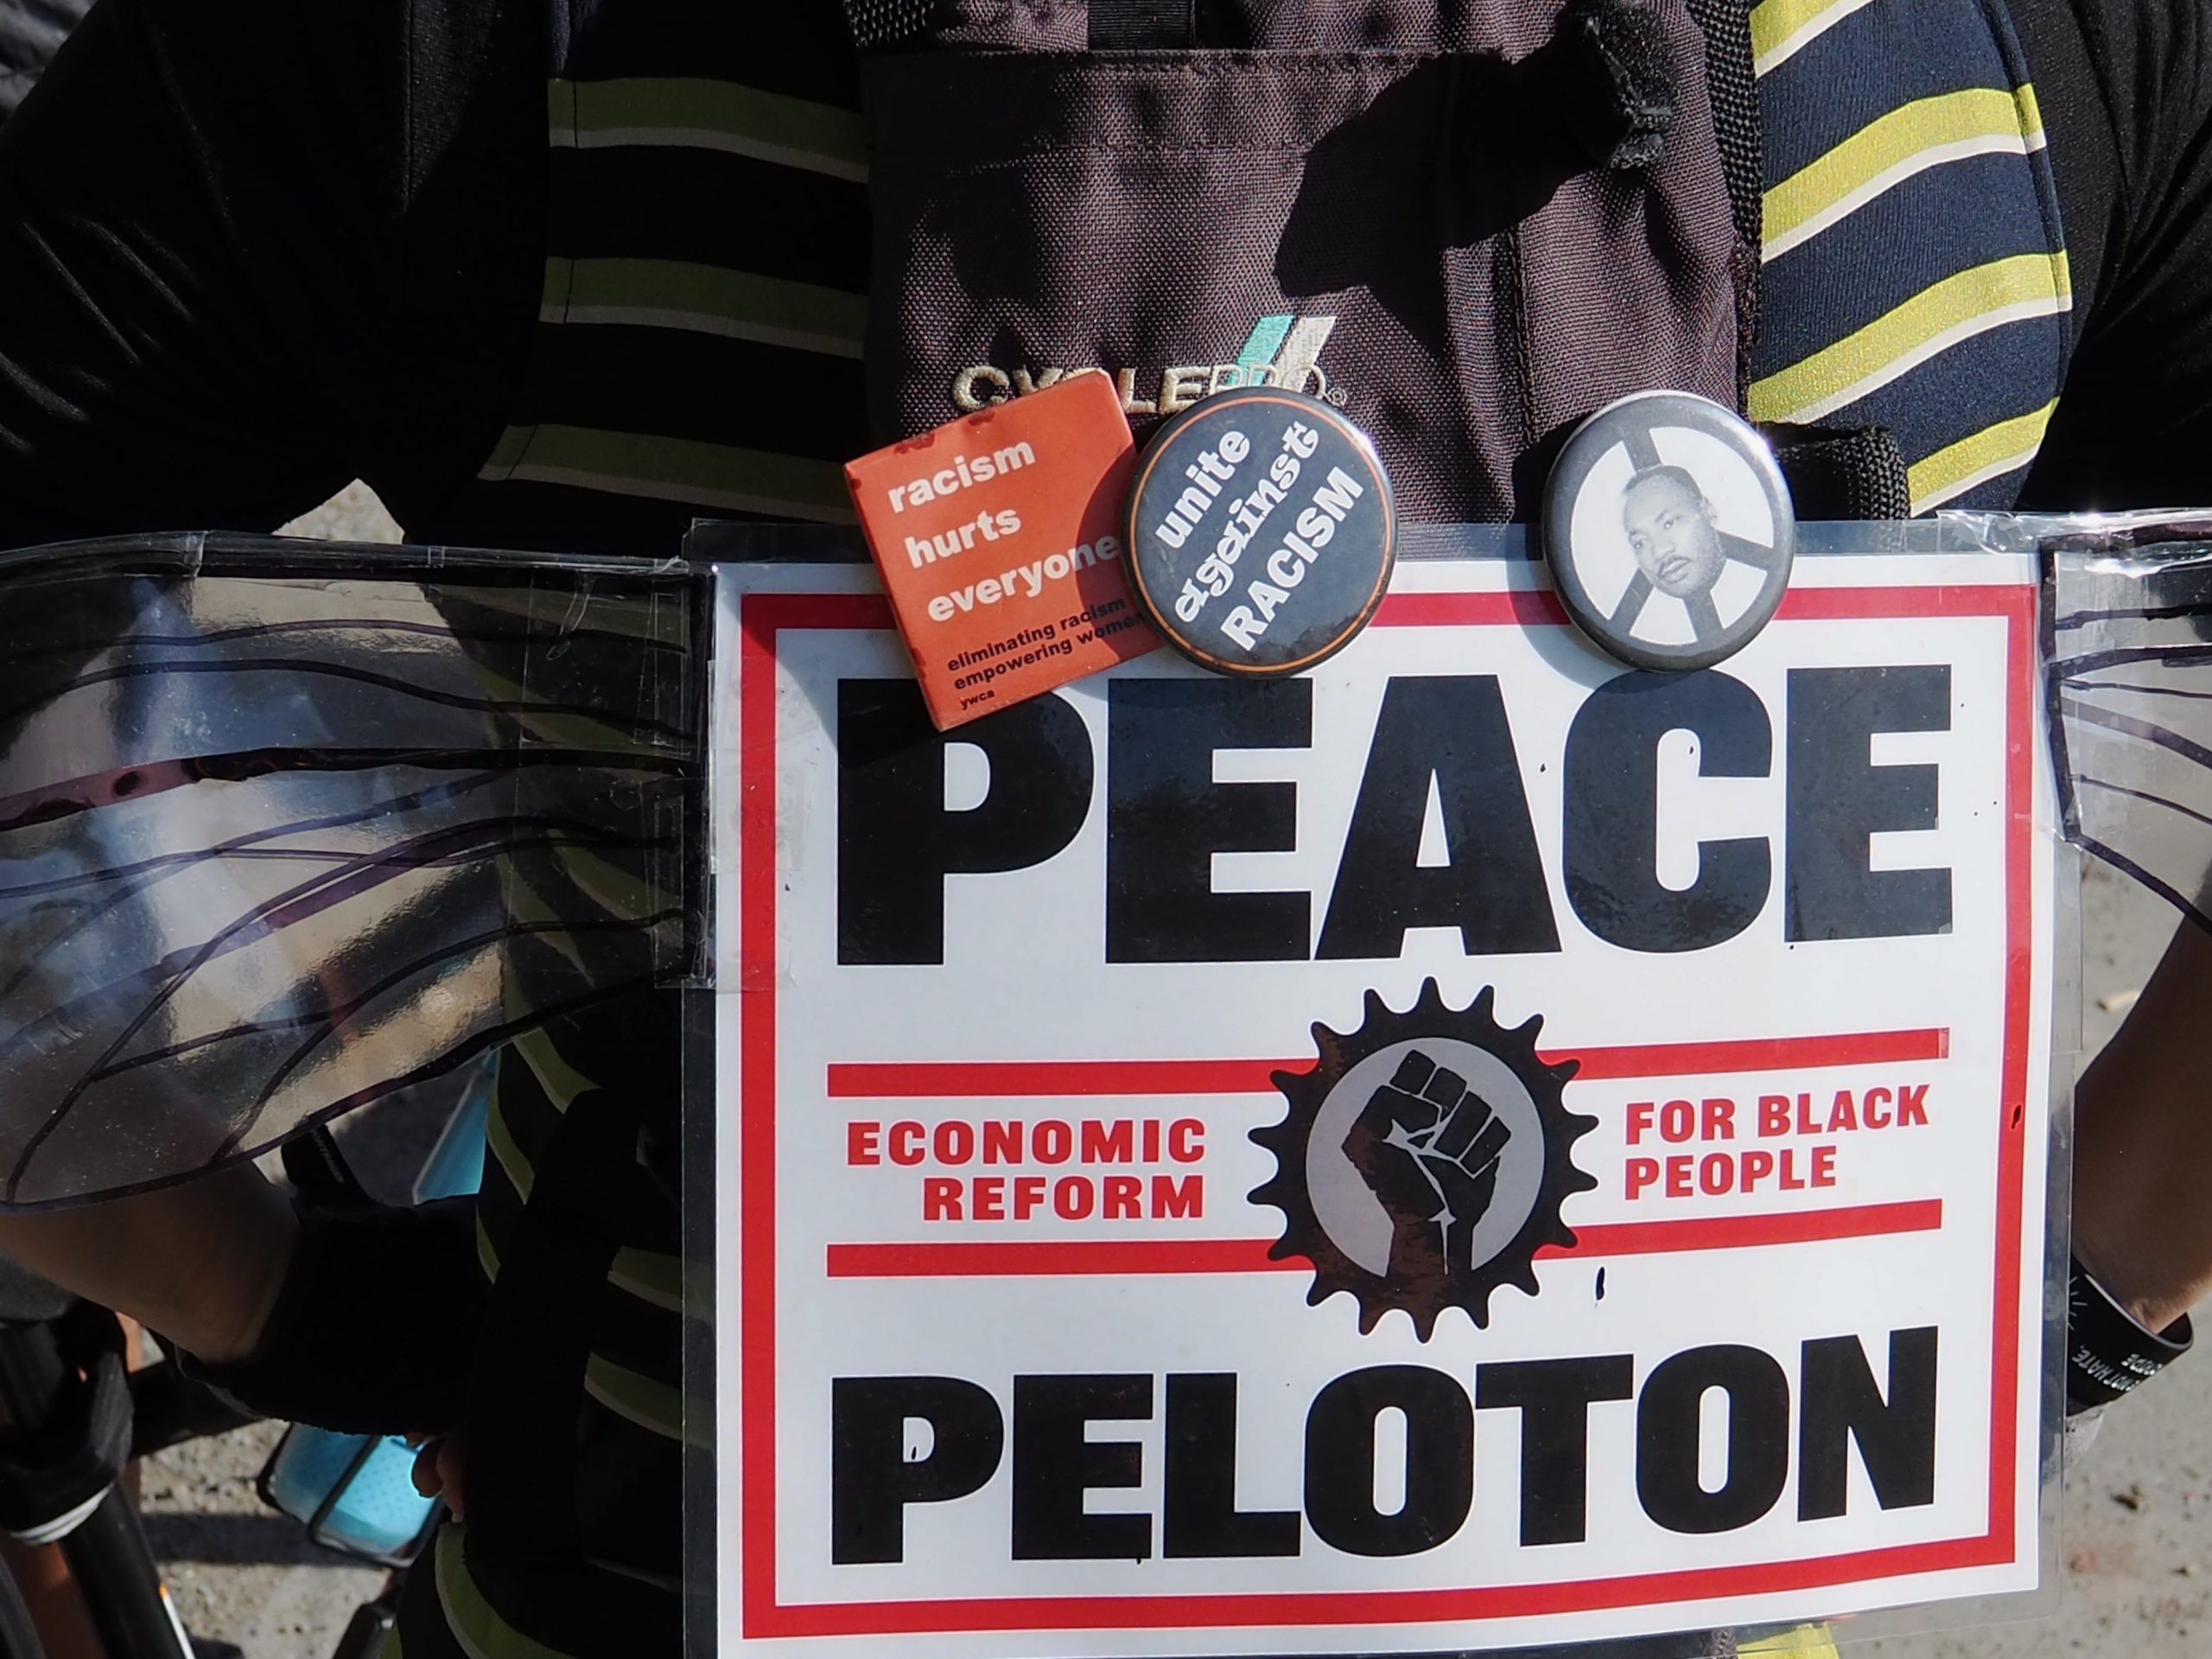 CYCLEPRO®
racism
hurts
everyone
eliminating racism
empowering women
ywca
unite
against
RACISM
PEACE
ECONOMIC
REFORM
FOR BLACK
PEOPLE
PELOTON
HATE.